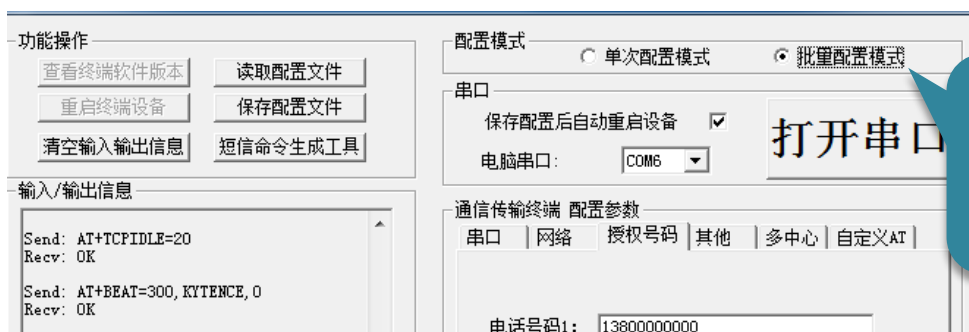 功能操作
查看终端软件版本 读取配置文件
重启终端设备 保存配置文件
清空输入输出信息 短信命令生成工具
输入/输出信息
Send: AT+TCPIDLE=20
Recv: OK
Send: AT+BEAT=300,KYTENCE,0
Recv: OK
配置模式
单次配置模式 批量配置模式
串口
保存配置后自动重启设备
电脑串口: COM6
打开串口
通信传输终端 配置参数
串口 网络 授权号码 其他 多中心 自定义AT
电话号码1: 13800000000